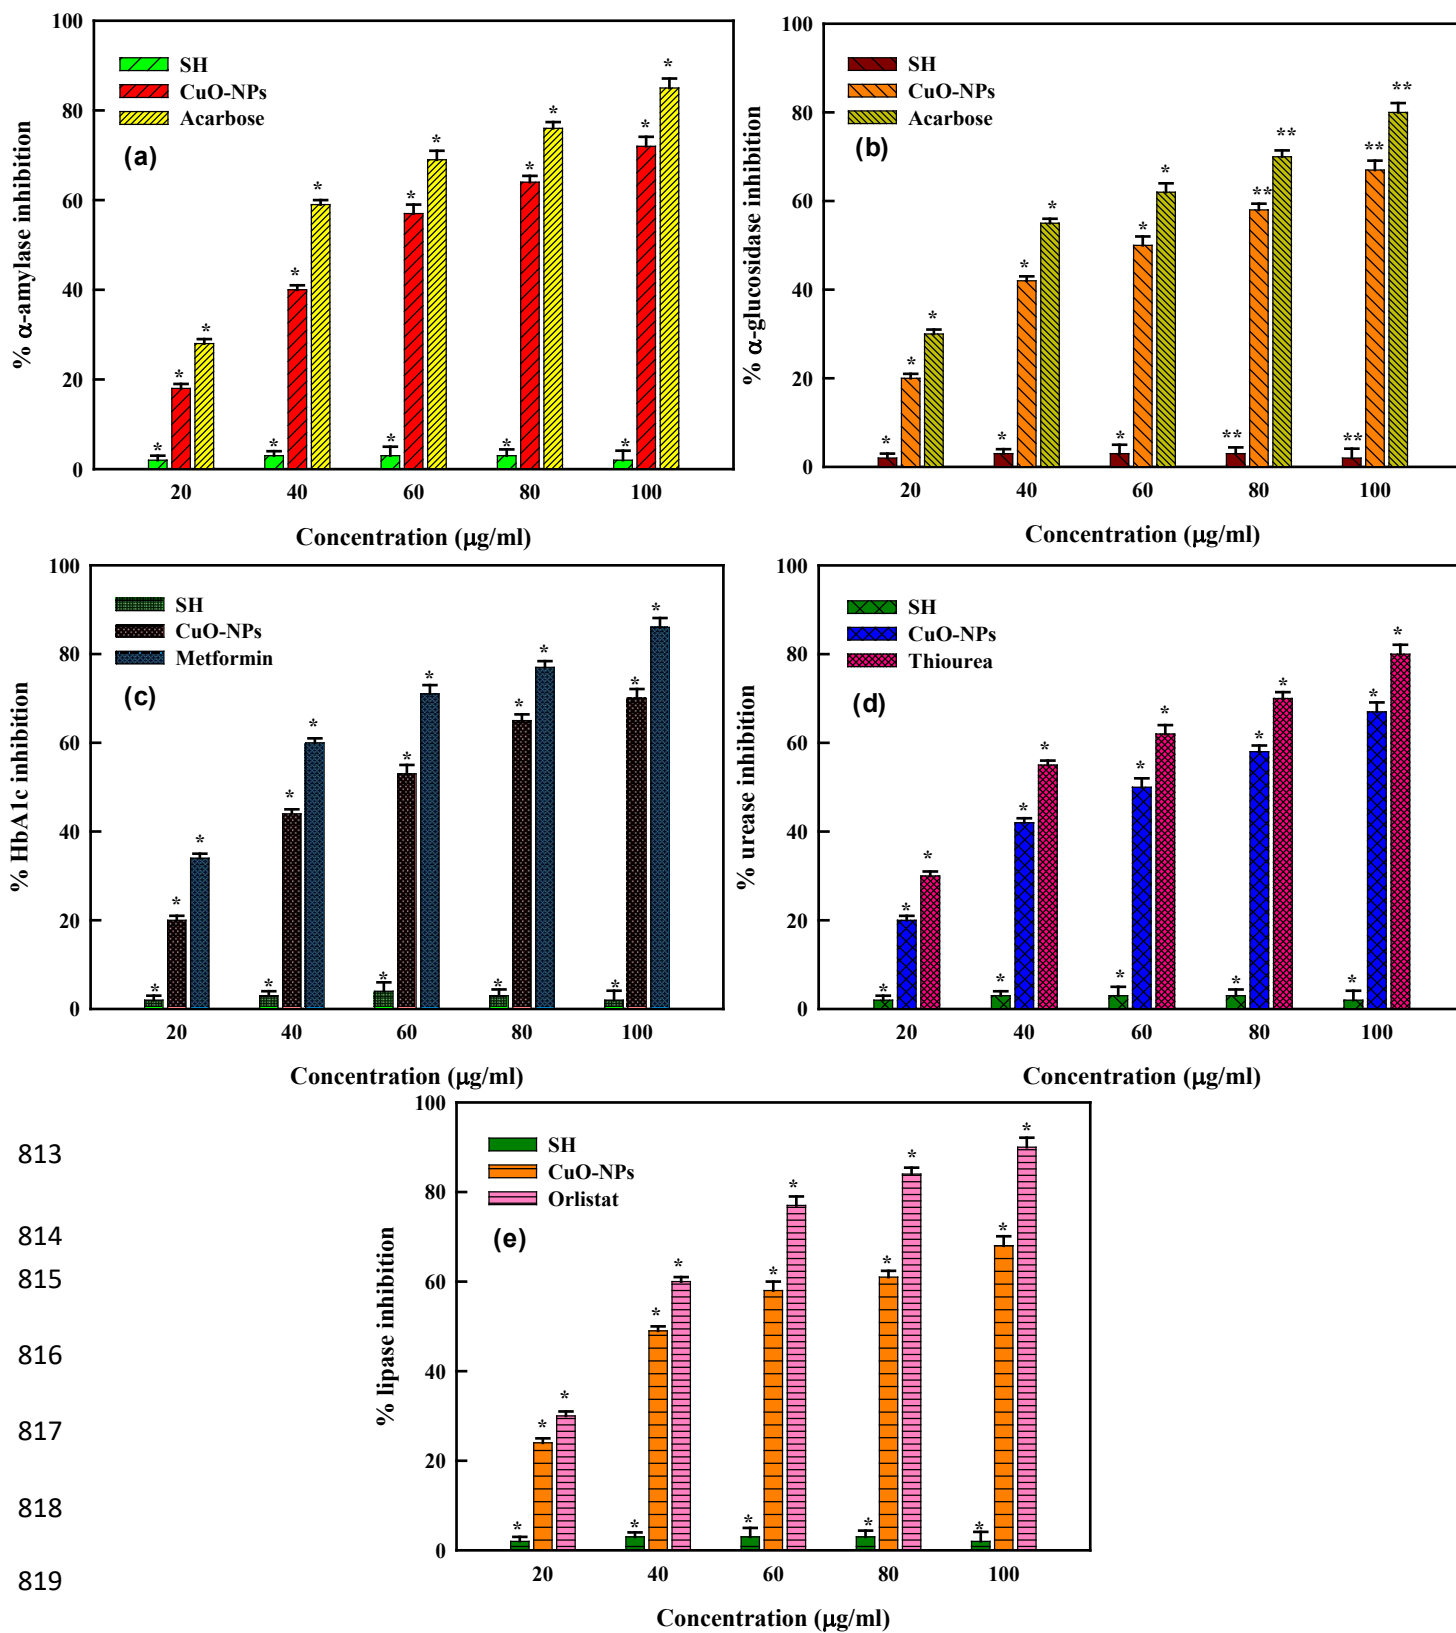 100
80
60
40
20
0
% α-amylase inhibition
SH
CuO-NPs
Acarbose
(a)
* * *
* * *
* * *
* * *
* * *
20 40 60 80 100
Concentration (μg/ml)
100
80
60
40
20
0
% α-glucosidase inhibition
SH
CuO-NPs
Acarbose
(b)
* * *
* * *
* * *
** ** **
** ** **
20 40 60 80 100
Concentration (μg/ml)
100
80
60
40
20
0
% HbA1c inhibition
SH
CuO-NPs
Metformin
(c)
* * *
* * *
* * *
* * *
* * *
20 40 60 80 100
Concentration (μg/ml)
100
80
60
40
20
0
% urease inhibition
SH
CuO-NPs
Thiourea
(d)
* * *
* * *
* * *
* * *
* * *
20 40 60 80 100
Concentration (μg/ml)
813
814
815
816
817
818
819
100
80
60
40
20
0
% lipase inhibition
SH
CuO-NPs
Orlistat
(e)
* * *
* * *
* * *
* * *
* * *
20 40 60 80 100
Concentration (μg/ml)